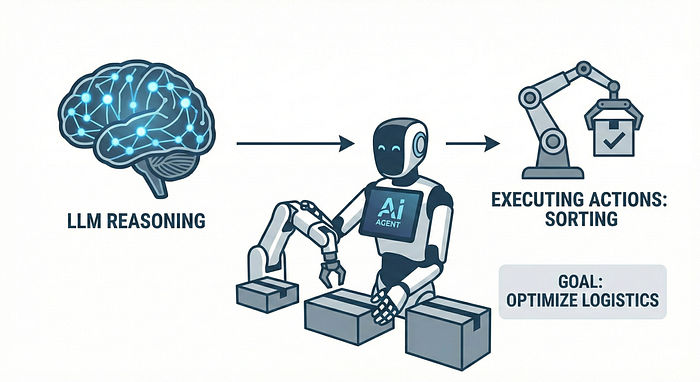 LLM REASONING
Ai
AGENT
EXECUTING ACTIONS:
SORTING
GOAL:
OPTIMIZE LOGISTICS